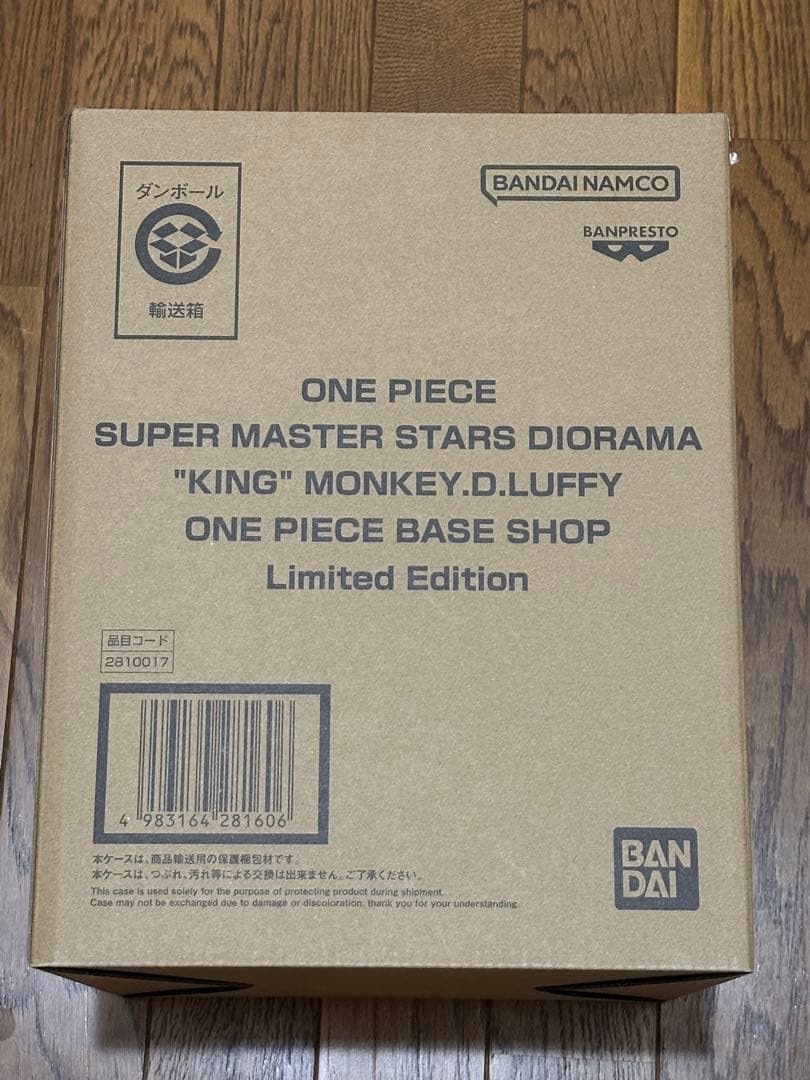 ダンボール
輸送箱
BANDAI NAMCO
BANPRESTO
ONE PIECE
SUPER MASTER STARS DIORAMA
"KING" MONKEY.D.LUFFY
ONE PIECE BASE SHOP
Limited Edition
品目コード
2810017
4 983164 281606
本ケースは、商品輸送用の保護梱包材です。
本ケースは、つぶれ、汚れ等による交換は出来ません。ご了承ください。
This case is used solely for the purpose of protecting product during shipment.
Case may not be exchanged due to damage or discoloration. thank you for your understanding.
BAN
DAI